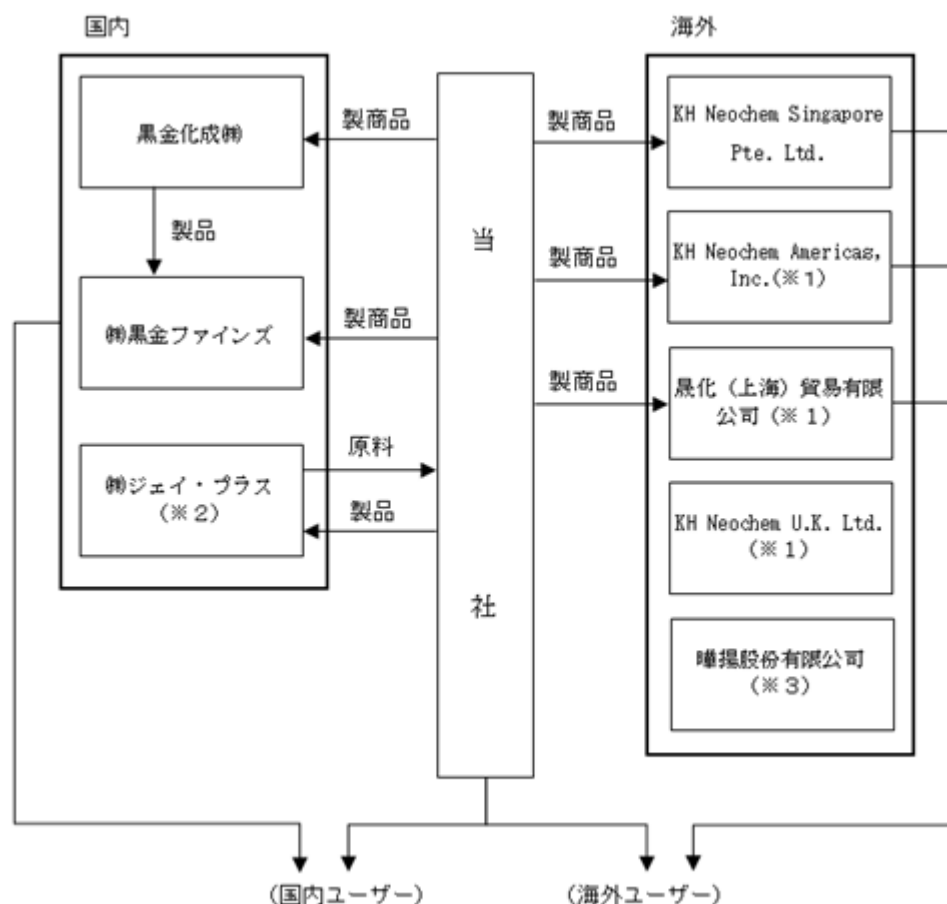 国内
海外
黒金化成㈱
製商品
製商品
KH Neochem Singapore
Pte. Ltd.
製品
当
社
製商品
KH Neochem Americas,
Inc.(※1)
㈱黒金ファインズ
製商品
製商品
晟化(上海)貿易有限
公司(※1)
㈱ジェイ・プラス
(※2)
原料
製品
KH Neochem U.K. Ltd.
(※1)
曄揚股份有限公司
(※3)
(国内ユーザー)
(海外ユーザー)